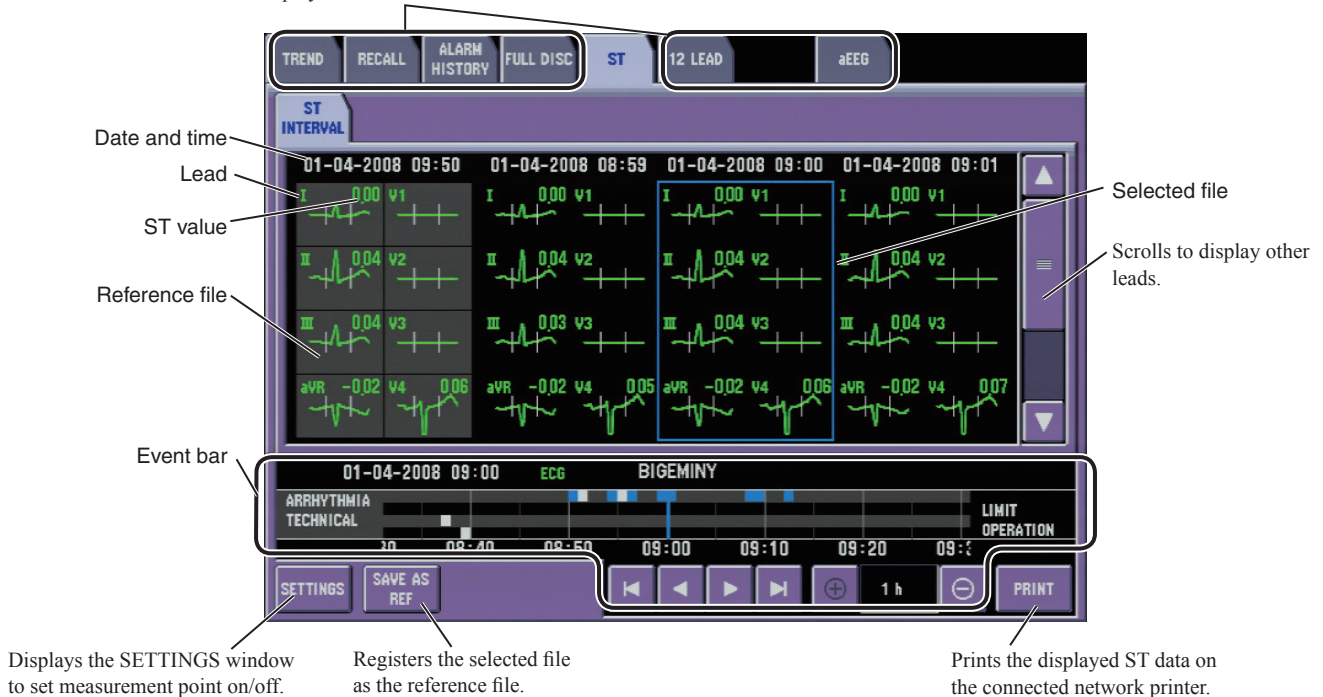 TREND RECALL ALARM HISTORY FULL DISC ST 12 LEAD aEEG
ST INTERVAL
Date and time
01-04-2008 09:50 01-04-2008 08:59 01-04-2008 09:00 01-04-2008 09:01
Lead
ST value
Reference file
Selected file
Scrolls to display other
leads.
I 0.00 V1 I 0.00 V1 I 0.00 V1 I 0.00 V1
II 0.04 V2 II 0.04 V2 II 0.04 V2 II 0.04 V2
III 0.04 V3 III 0.03 V3 III 0.04 V3 III 0.04 V3
aVR -0.02 V4 0.06 aVR -0.02 V4 0.05 aVR -0.02 V4 0.06 aVR -0.02 V4 0.07
Event bar
01-04-2008 09:00 ECG BIGEMINY
ARRHYTHMIA
TECHNICAL
LIMIT
OPERATION
08:40 08:50 09:00 09:10 09:20
SETTINGS SAVE AS REF 1 h PRINT
Displays the SETTINGS window
to set measurement point on/off.
Registers the selected file
as the reference file.
Prints the displayed ST data on
the connected network printer.